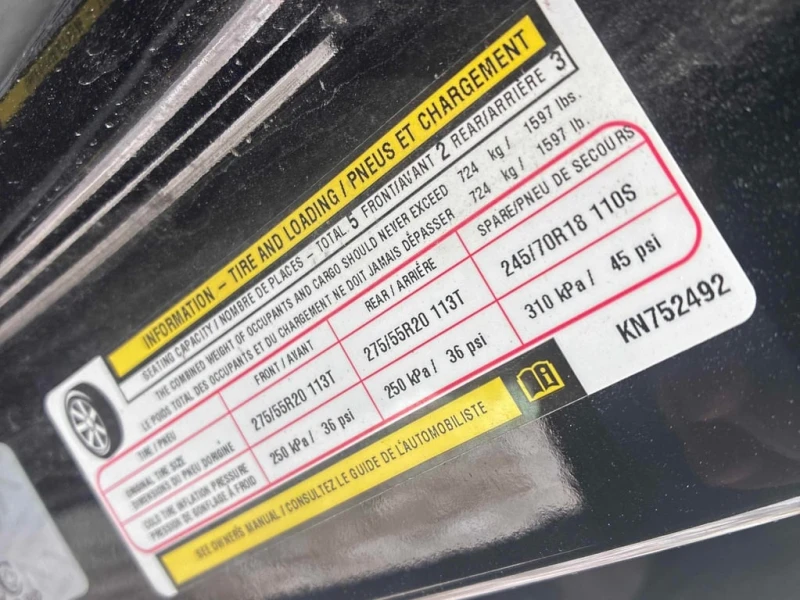 INFORMATION – TIRE AND LOADING / PNEUS ET CHARGEMENT
SEATING CAPACITY / NOMBRE DE PLACES – TOTAL 5 FRONT/AVANT 2 REAR/ARRIÈRE 3
THE COMBINED WEIGHT OF OCCUPANTS AND CARGO SHOULD NEVER EXCEED 724 kg / 1597 lbs.
LE POIDS TOTAL DES OCCUPANTS ET DU CHARGEMENT NE DOIT JAMAIS DÉPASSER 724 kg / 1597 lb.
TIRE / PNEU FRONT / AVANT REAR / ARRIÈRE SPARE/PNEU DE SECOURS
ORIGINAL TIRE SIZE
DIMENSIONS DU PNEU D'ORIGINE
275/55R20 113T 275/55R20 113T 245/70R18 110S
COLD TIRE INFLATION PRESSURE
PRESSION DE GONFLAGE À FROID
250 kPa / 36 psi 250 kPa / 36 psi 310 kPa / 45 psi
SEE OWNERS MANUAL / CONSULTEZ LE GUIDE DE L'AUTOMOBILISTE
KN752492